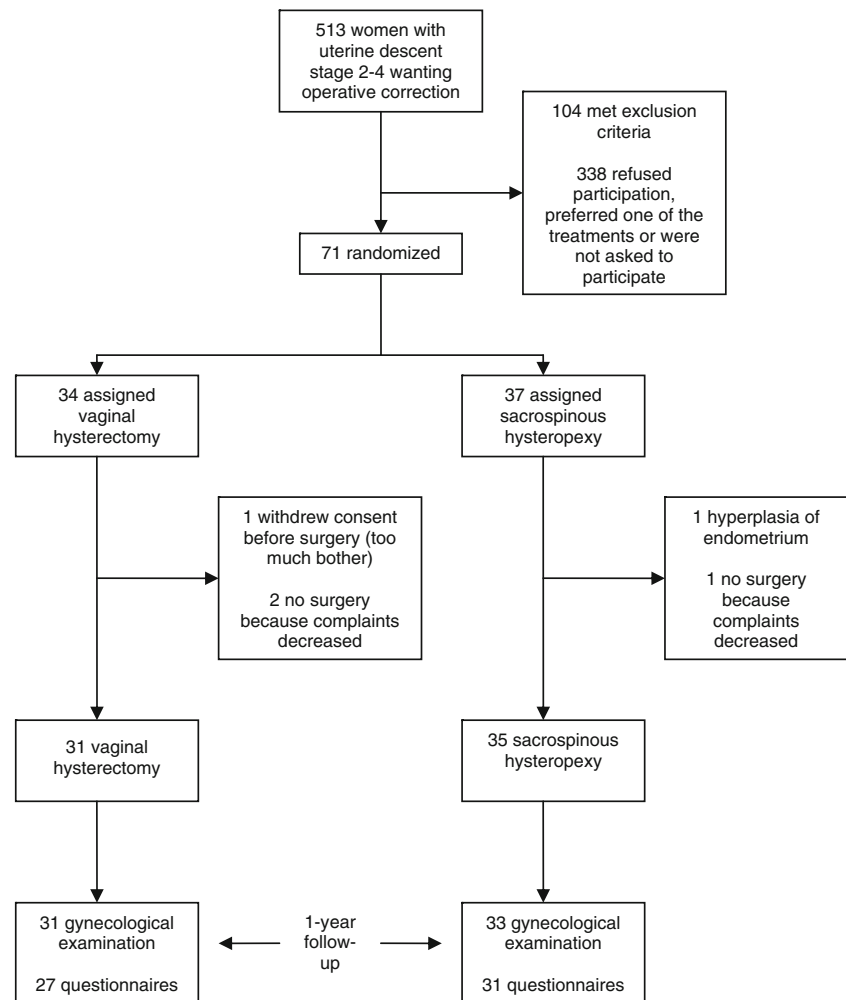 513 women with
uterine descent
stage 2-4 wanting
operative correction
104 met exclusion
criteria
338 refused
participation,
preferred one of the
treatments or were
not asked to
participate
71 randomized
34 assigned
vaginal
hysterectomy
37 assigned
sacrospinous
hysteropexy
1 withdrew consent
before surgery (too
much bother)
2 no surgery
because complaints
decreased
1 hyperplasia of
endometrium
1 no surgery
because
complaints
decreased
31 vaginal
hysterectomy
35 sacrospinous
hysteropexy
31 gynecological
examination
27 questionnaires
1-year
follow-
up
33 gynecological
examination
31 questionnaires